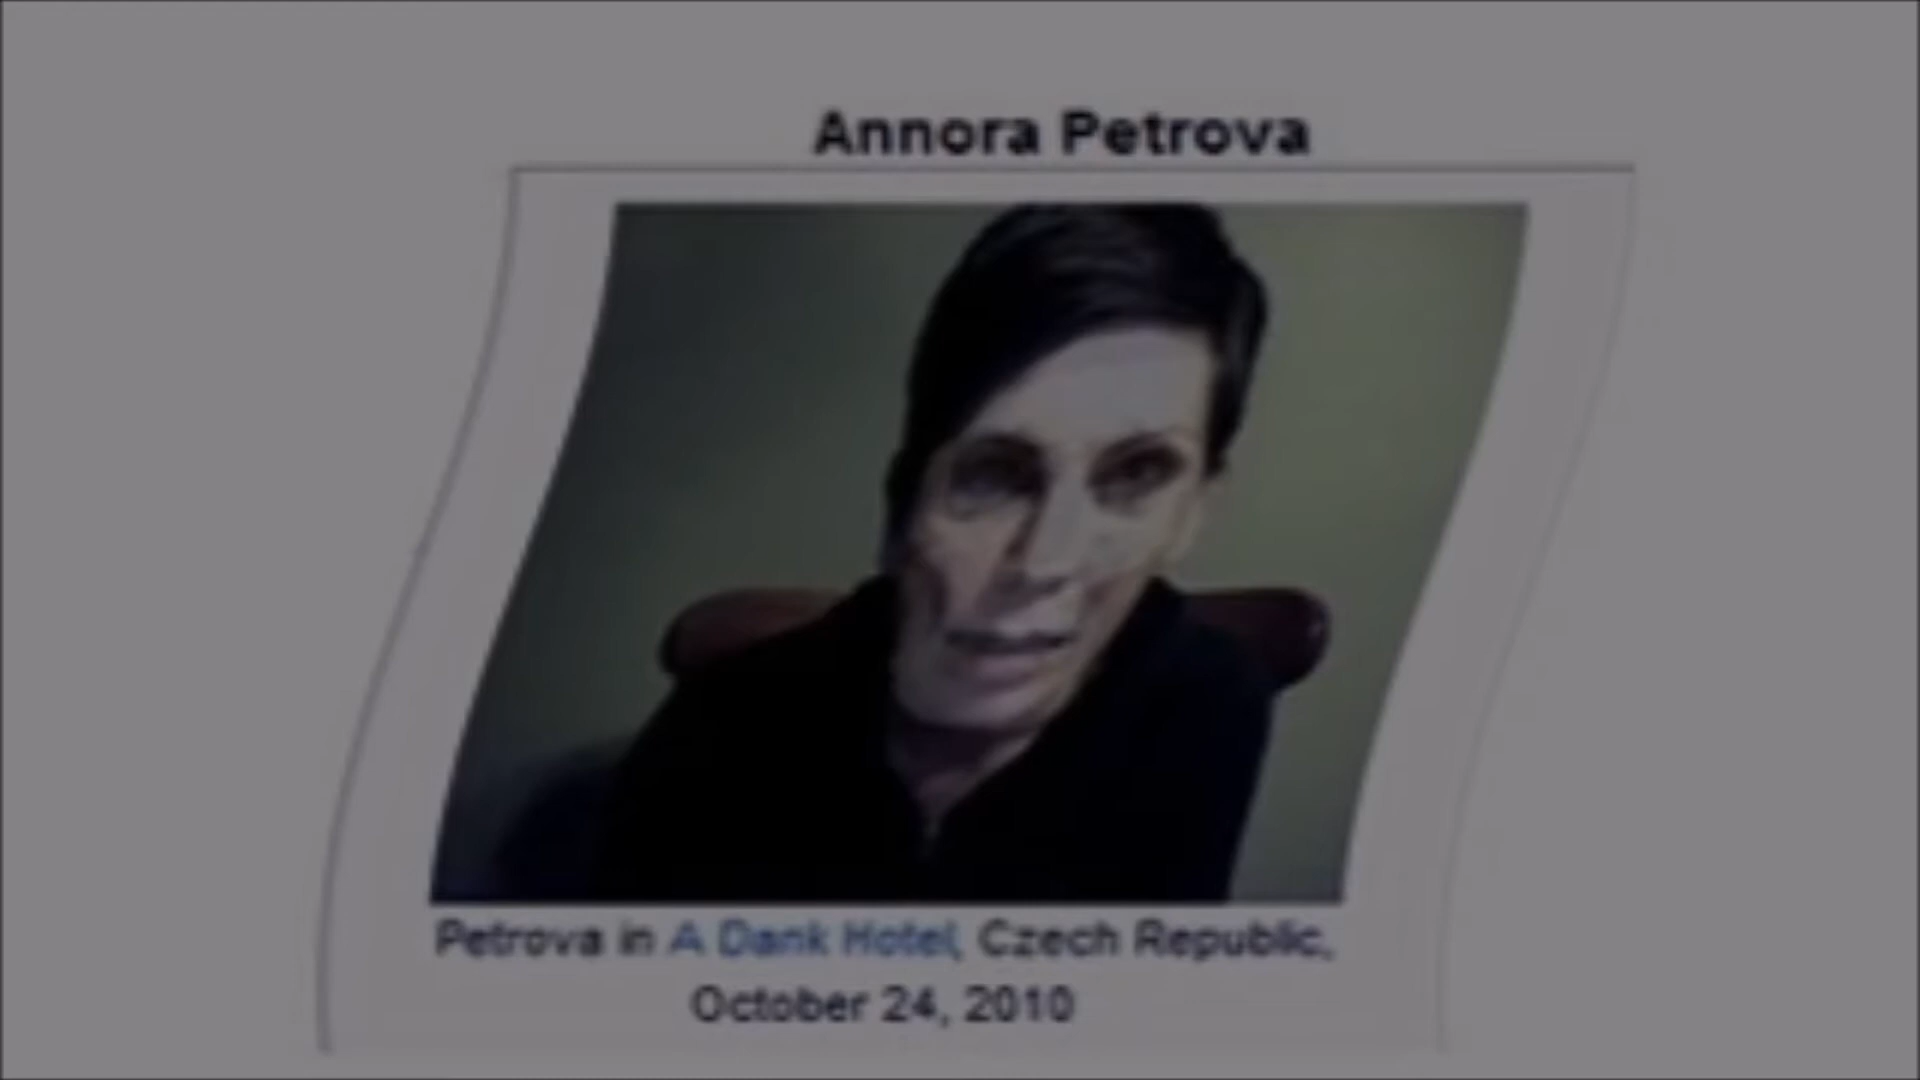 Annora Petrova
Petrova in A Dank Hotel, Czech Republic,
October 24, 2010